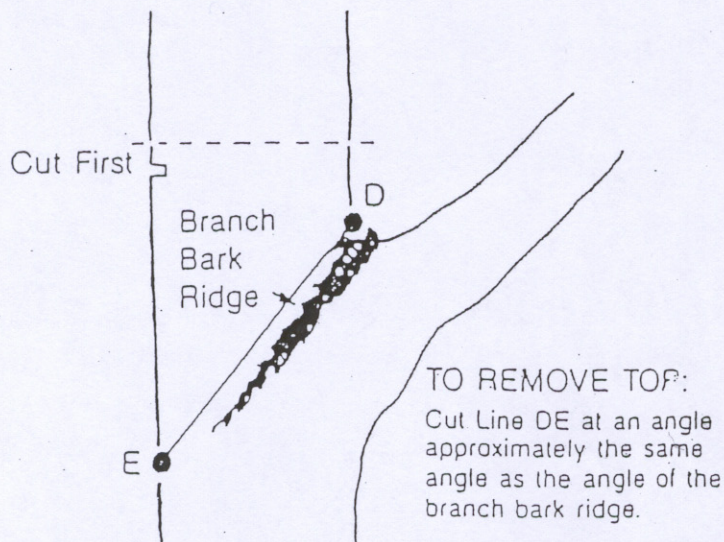 Cut First
D
Branch
Bark
Ridge
E
TO REMOVE TOP:
Cut Line DE at an angle
approximately the same
angle as the angle of the
branch bark ridge.